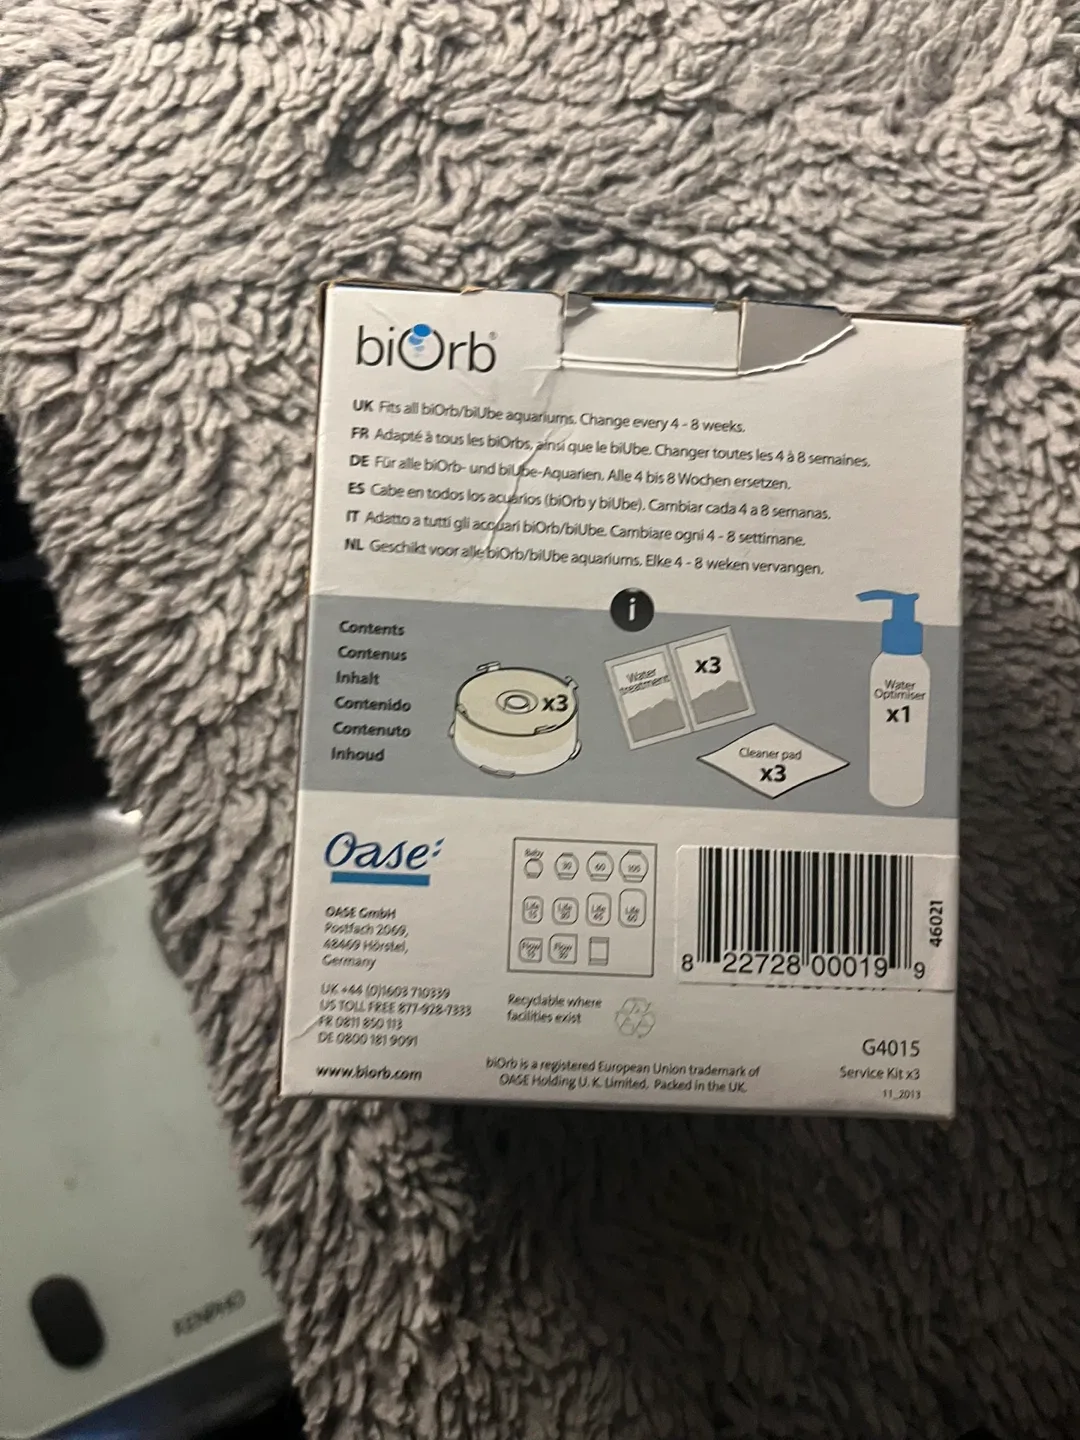 biOrb®
UK Fits all biOrb/biUbe aquariums. Change every 4 - 8 weeks.
FR Adapté à tous les biOrbs, ainsi que le biUbe. Changer toutes les 4 à 8 semaines.
DE Für alle biOrb- und biUbe-Aquarien. Alle 4 bis 8 Wochen ersetzen.
ES Cabe en todos los acuarios (biOrb y biUbe). Cambiar cada 4 a 8 semanas.
IT Adatto a tutti gli acquari biOrb/biUbe. Cambiare ogni 4 - 8 settimane.
NL Geschikt voor alle biOrb/biUbe aquariums. Elke 4 - 8 weken vervangen.
i
Contents
Contenus
Inhalt
Contenido
Contenuto
Inhoud
x3
Water
treatment
x3
Cleaner pad
x3
Water
Optimiser
x1
Oase
OASE GmbH
Postfach 2069,
48469 Hörstel,
Germany
UK +44 (0)1603 710339
US TOLL FREE 877-928-7333
FR 0811 850 113
DE 0800 181 9091
www.biorb.com
Baby
30
60
105
Life
15
Life
30
Life
45
Life
60
Flow
15
Flow
30
Recyclable where
facilities exist
biOrb is a registered European Union trademark of
OASE Holding U. K. Limited. Packed in the UK.
46021
8 22728 00019 9
G4015
Service Kit x3
11_2013
RENPHO